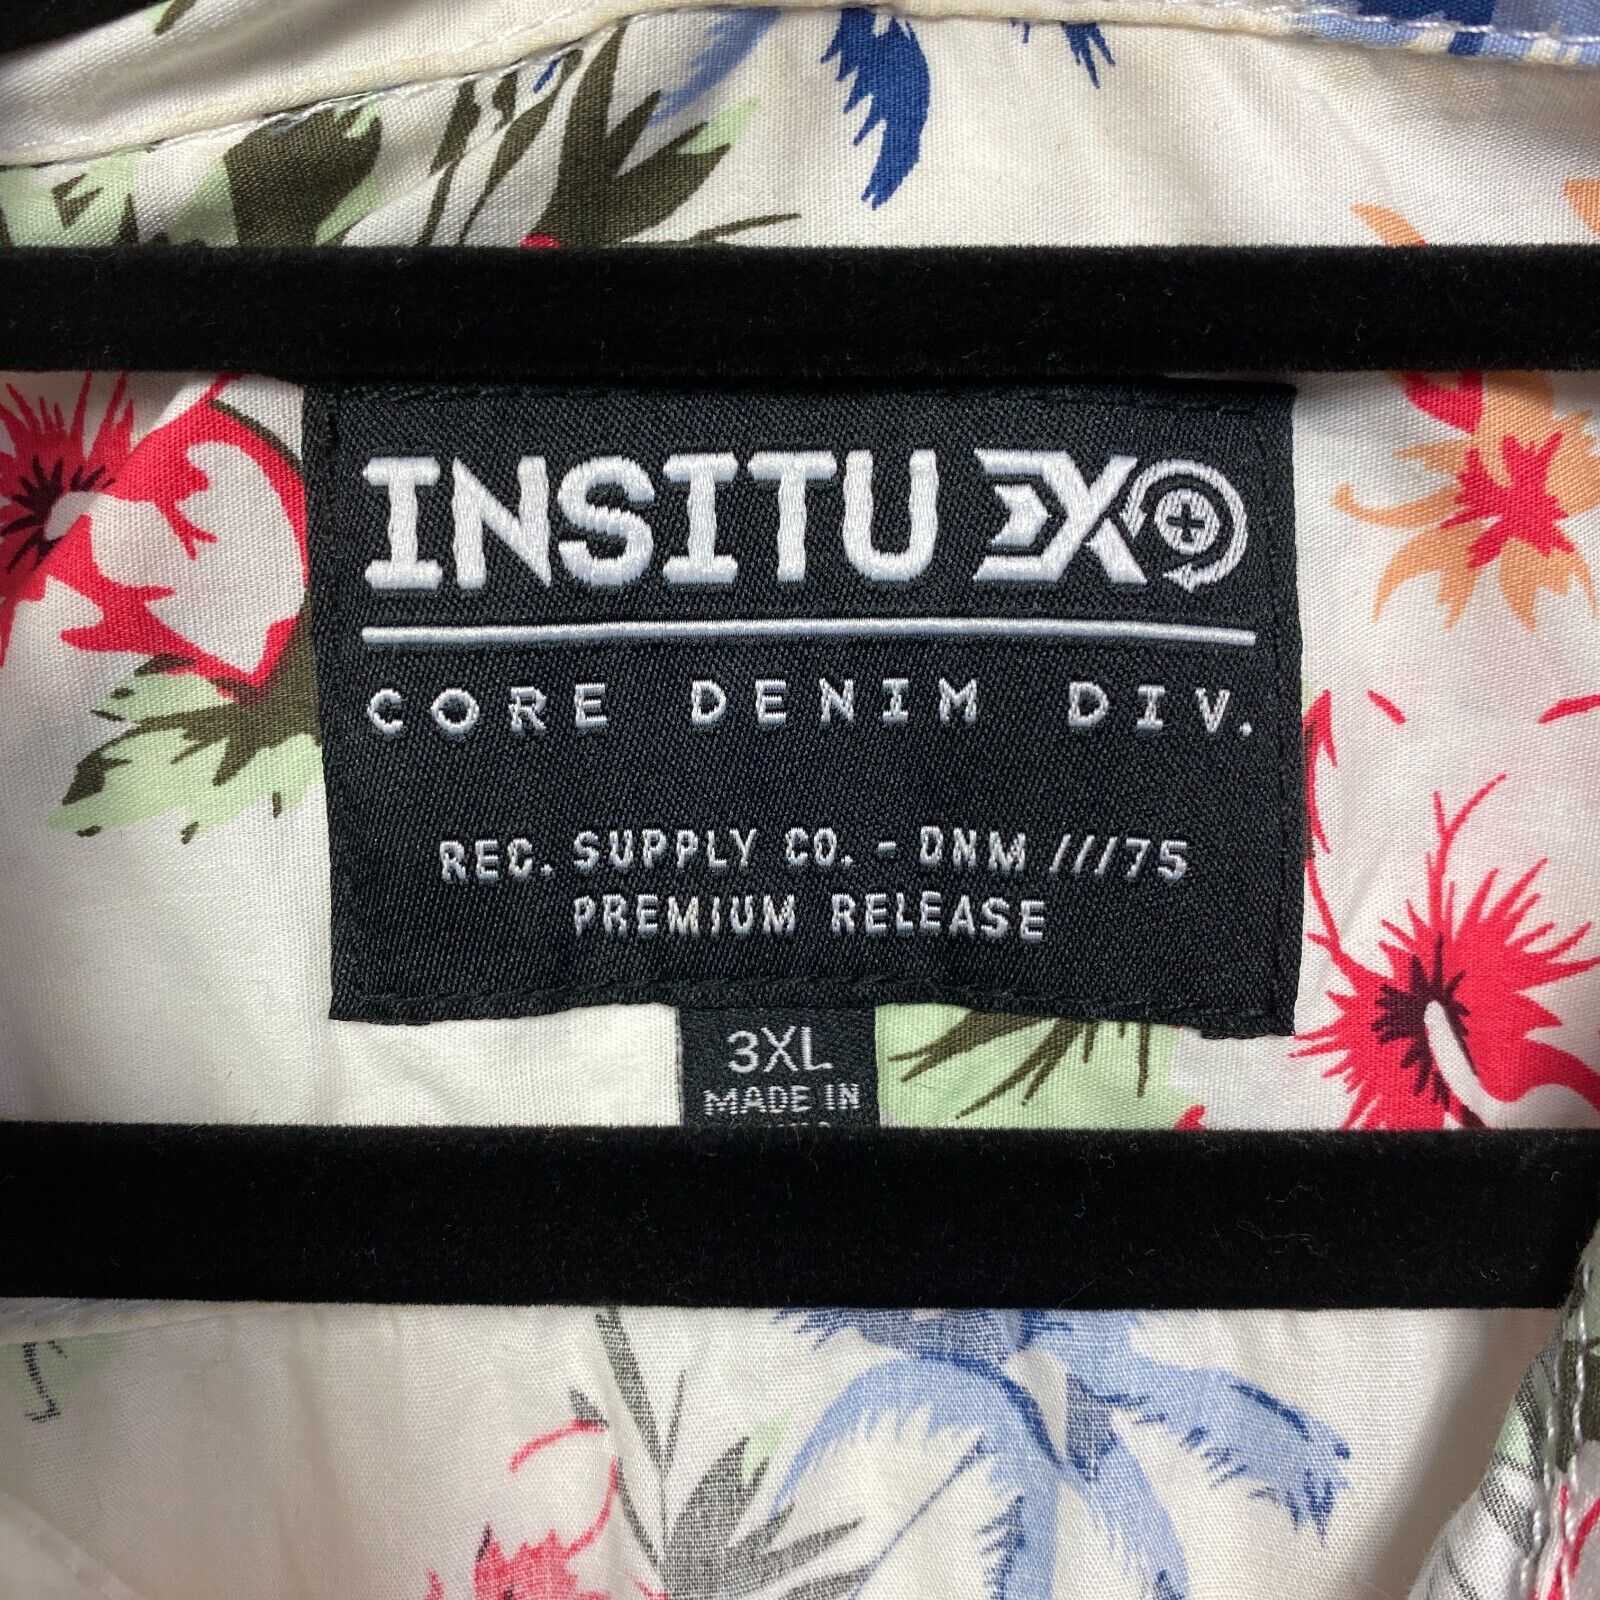 INSITU
CORE DENIM DIV.
REC. SUPPLY CO. - DNM ///75
PREMIUM RELEASE
3XL
MADE IN